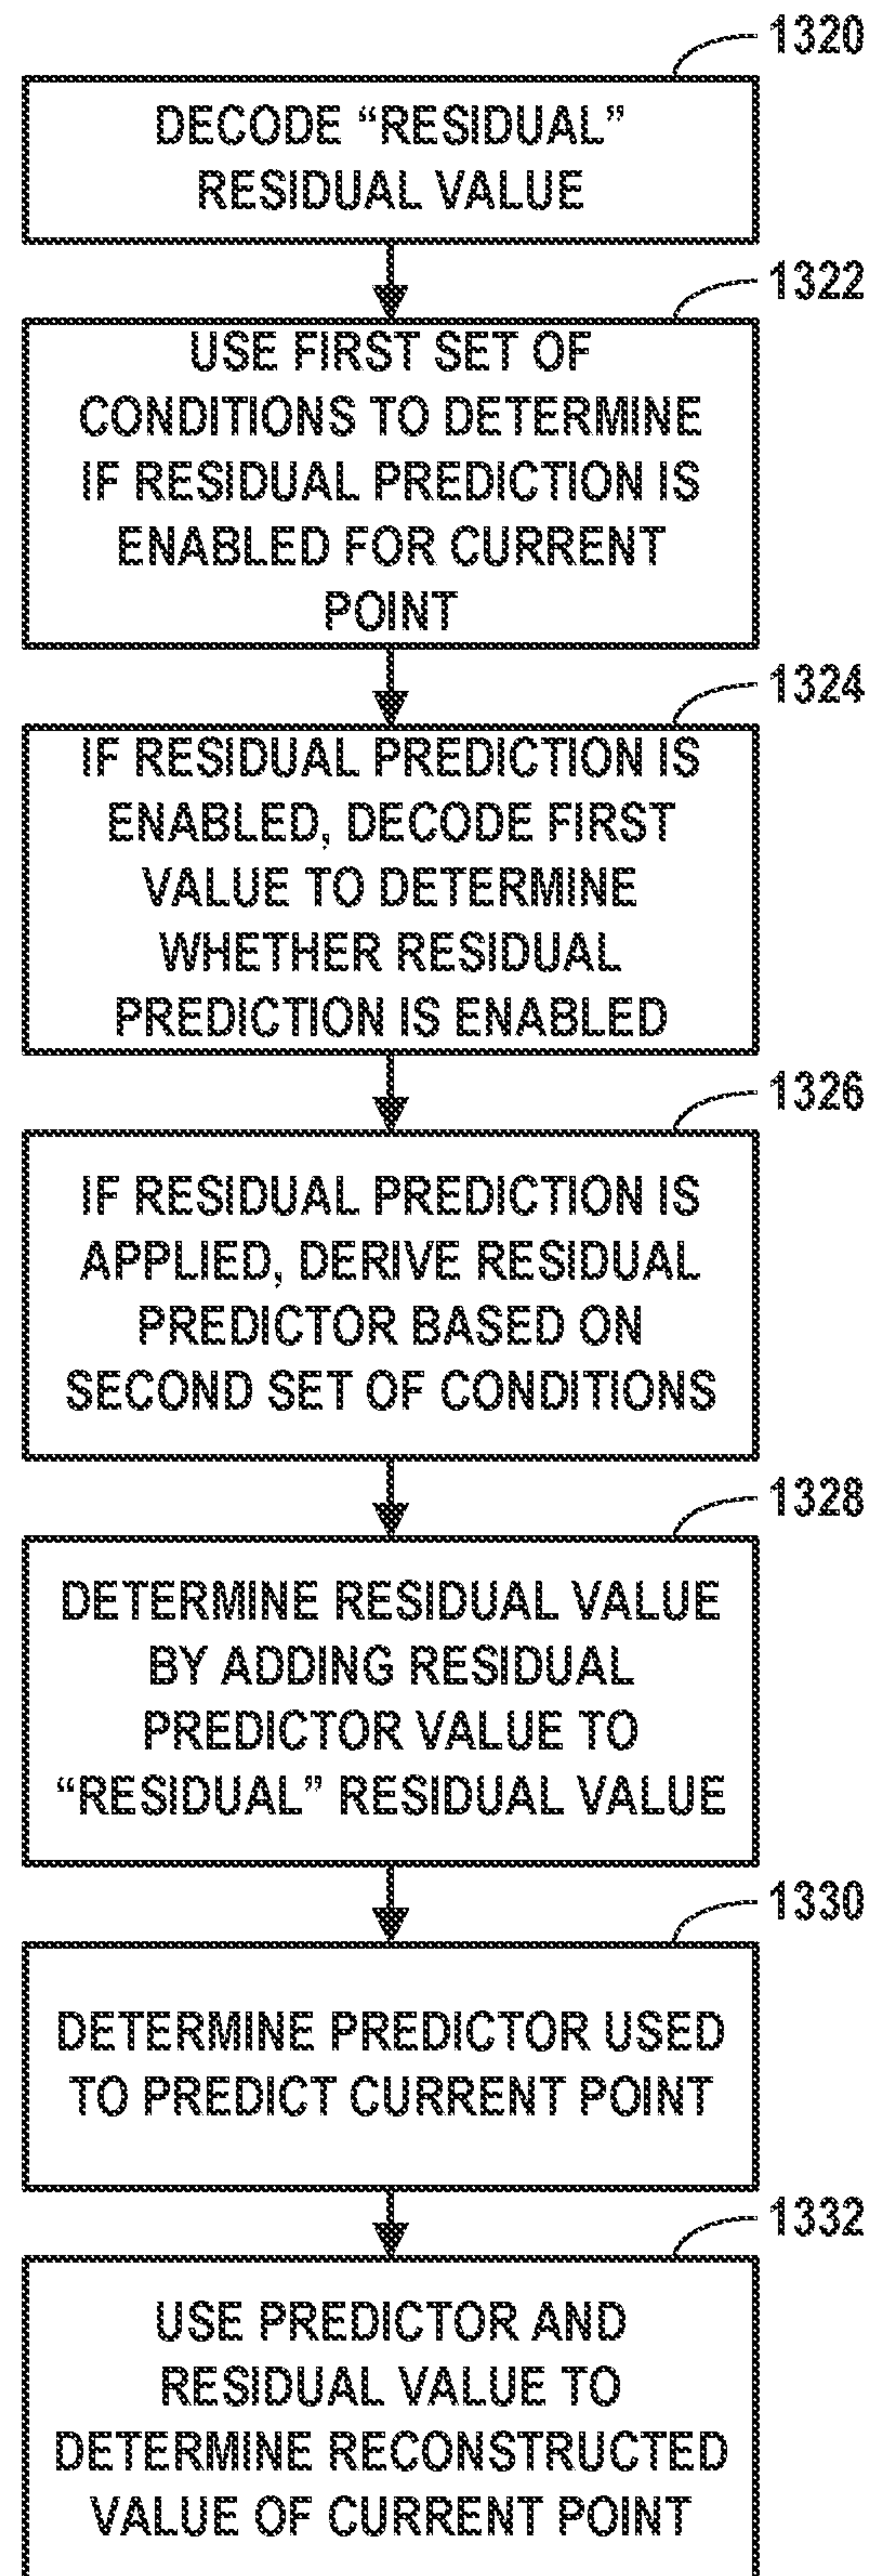 1320
DECODE “RESIDUAL”
RESIDUAL VALUE
1322
USE FIRST SET OF
CONDITIONS TO DETERMINE
IF RESIDUAL PREDICTION IS
ENABLED FOR CURRENT
POINT
1324
IF RESIDUAL PREDICTION IS
ENABLED, DECODE FIRST
VALUE TO DETERMINE
WHETHER RESIDUAL
PREDICTION IS ENABLED
1326
IF RESIDUAL PREDICTION IS
APPLIED, DERIVE RESIDUAL
PREDICTOR BASED ON
SECOND SET OF CONDITIONS
1328
DETERMINE RESIDUAL VALUE
BY ADDING RESIDUAL
PREDICTOR VALUE TO
“RESIDUAL” RESIDUAL VALUE
1330
DETERMINE PREDICTOR USED
TO PREDICT CURRENT POINT
1332
USE PREDICTOR AND
RESIDUAL VALUE TO
DETERMINE RECONSTRUCTED
VALUE OF CURRENT POINT